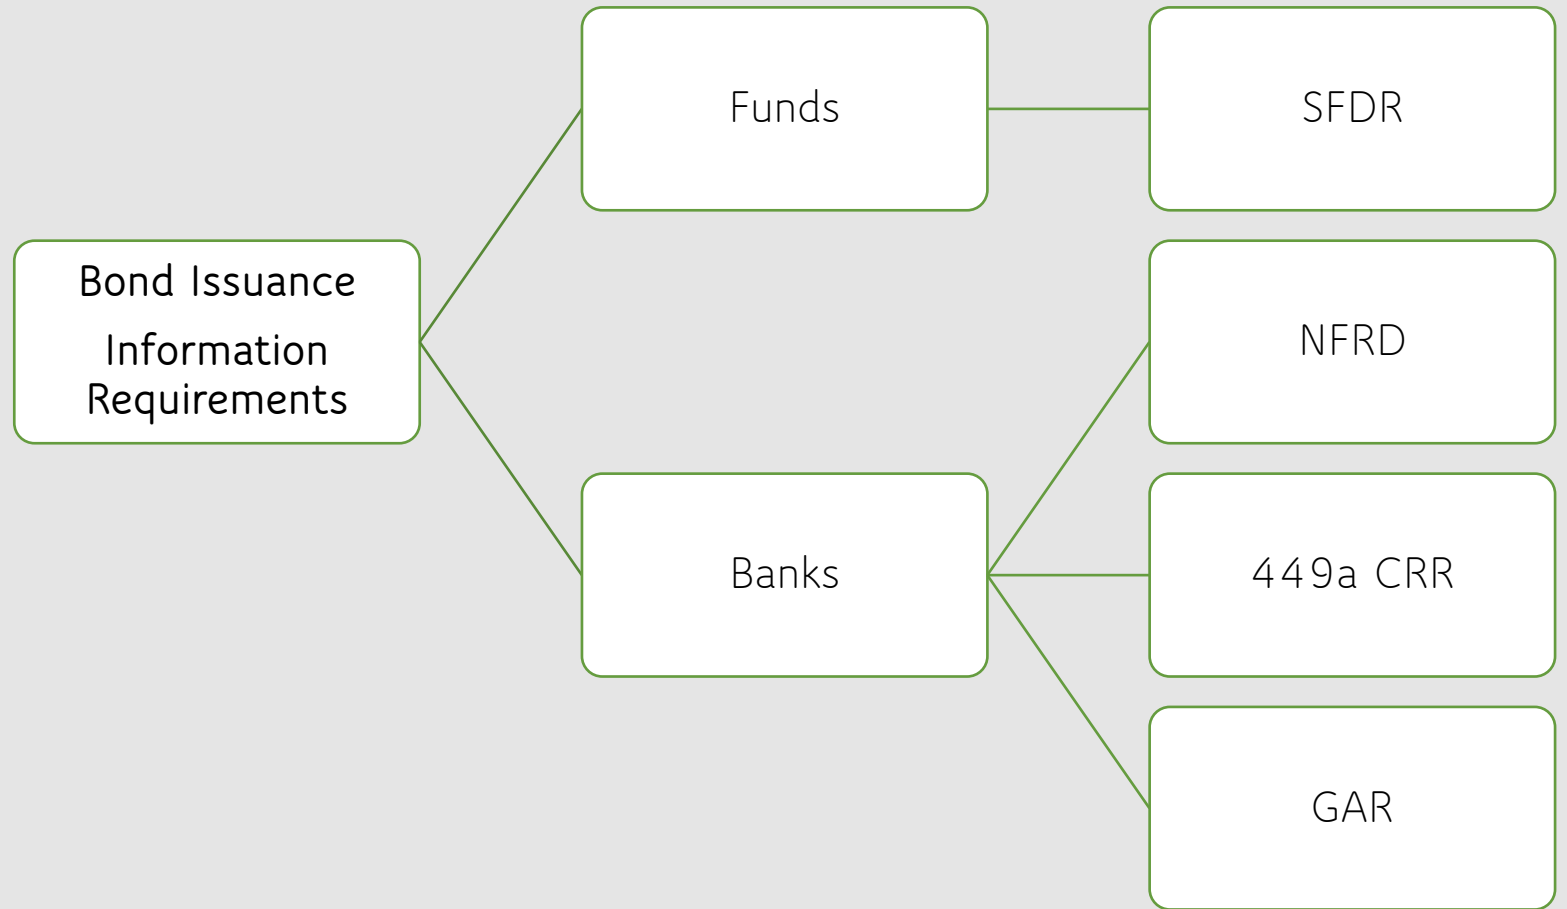 Funds
SFDR
Bond Issuance
Information
Requirements
NFRD
Banks
449a CRR
GAR